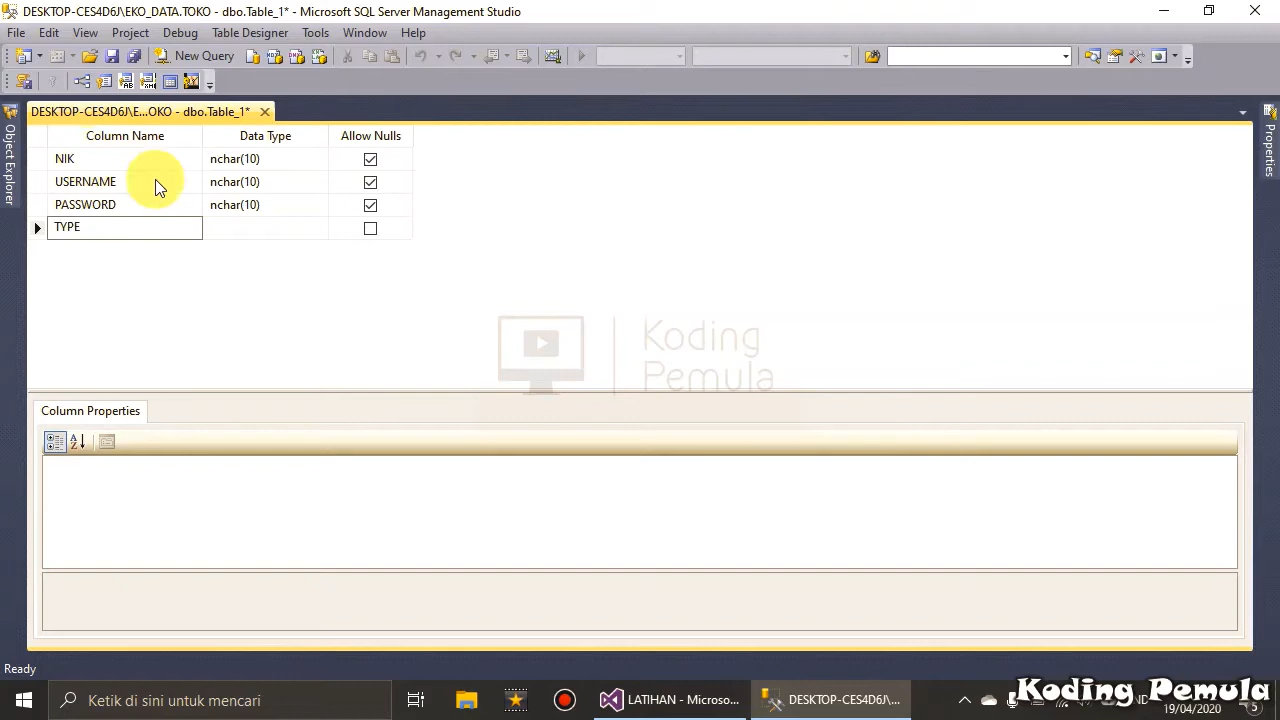 DESKTOP-CES4D6J\EKO_DATA.TOKO - dbo.Table_1* - Microsoft SQL Server Management Studio
File Edit View Project Debug Table Designer Tools Window Help
New Query
DESKTOP-CES4D6J\E...OKO - dbo.Table_1*
Object Explorer
Properties
Column Name Data Type Allow Nulls
NIK nchar(10)
USERNAME nchar(10)
PASSWORD nchar(10)
TYPE
Koding
Pemula
Column Properties
Ready
Ketik di sini untuk mencari
LATIHAN - Microso...
DESKTOP-CES4D6J\...
Koding Pemula
19/04/2020
5